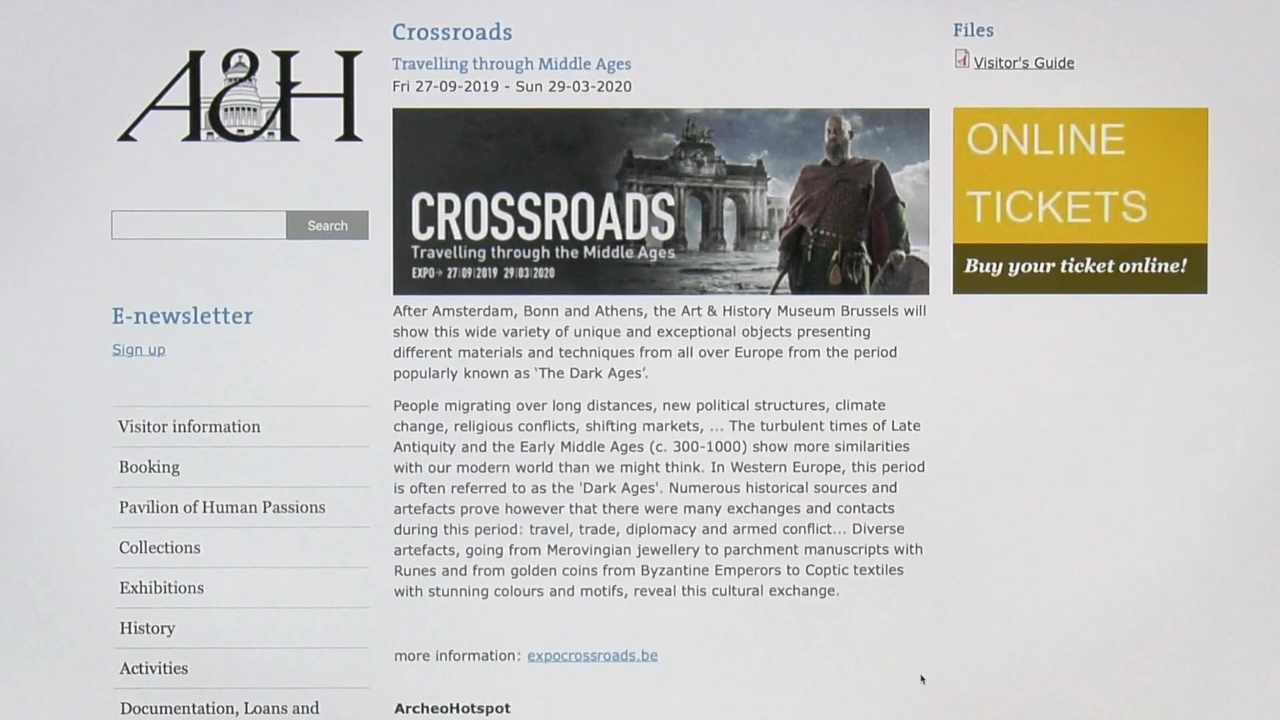 A&H
Search
E-newsletter
Sign up
Visitor information
Booking
Pavilion of Human Passions
Collections
Exhibitions
History
Activities
Documentation, Loans and
Crossroads
Travelling through Middle Ages
Fri 27-09-2019 - Sun 29-03-2020
CROSSROADS
Travelling through the Middle Ages
EXPO→ 27|09|2019 29|03|2020
After Amsterdam, Bonn and Athens, the Art & History Museum Brussels will
show this wide variety of unique and exceptional objects presenting
different materials and techniques from all over Europe from the period
popularly known as ‘The Dark Ages’.
People migrating over long distances, new political structures, climate
change, religious conflicts, shifting markets, ... The turbulent times of Late
Antiquity and the Early Middle Ages (c. 300-1000) show more similarities
with our modern world than we might think. In Western Europe, this period
is often referred to as the 'Dark Ages'. Numerous historical sources and
artefacts prove however that there were many exchanges and contacts
during this period: travel, trade, diplomacy and armed conflict... Diverse
artefacts, going from Merovingian jewellery to parchment manuscripts with
Runes and from golden coins from Byzantine Emperors to Coptic textiles
with stunning colours and motifs, reveal this cultural exchange.
more information: expocrossroads.be
ArcheoHotspot
Files
Visitor's Guide
ONLINE
TICKETS
Buy your ticket online!